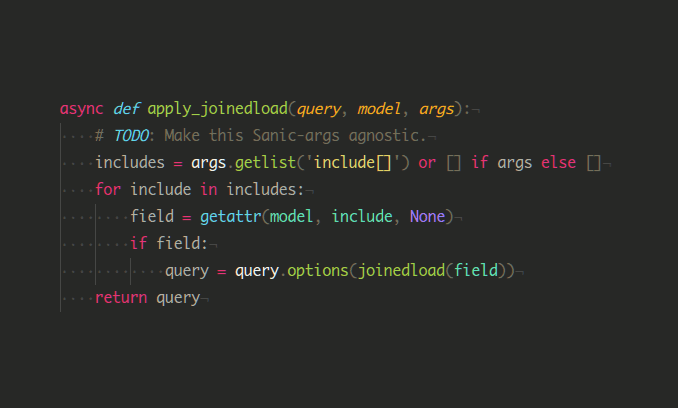 async def apply_joinedload(query, model, args):¬
····# TODO: Make this Sanic-args agnostic.¬
····includes = args.getlist('include[]') or [] if args else []¬
····for include in includes:¬
········field = getattr(model, include, None)¬
········if field:¬
············query = query.options(joinedload(field))¬
····return query¬